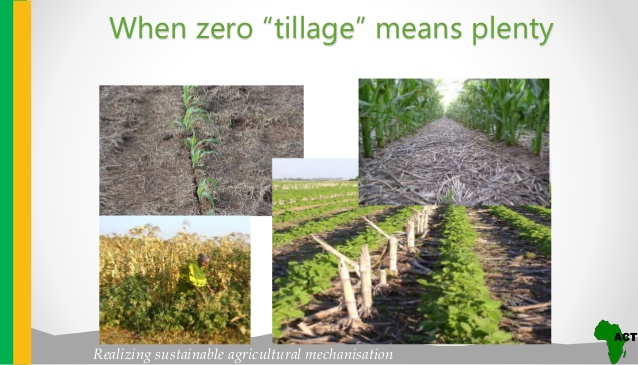 When zero “tillage” means plenty
ACT
Realizing sustainable agricultural mechanisation